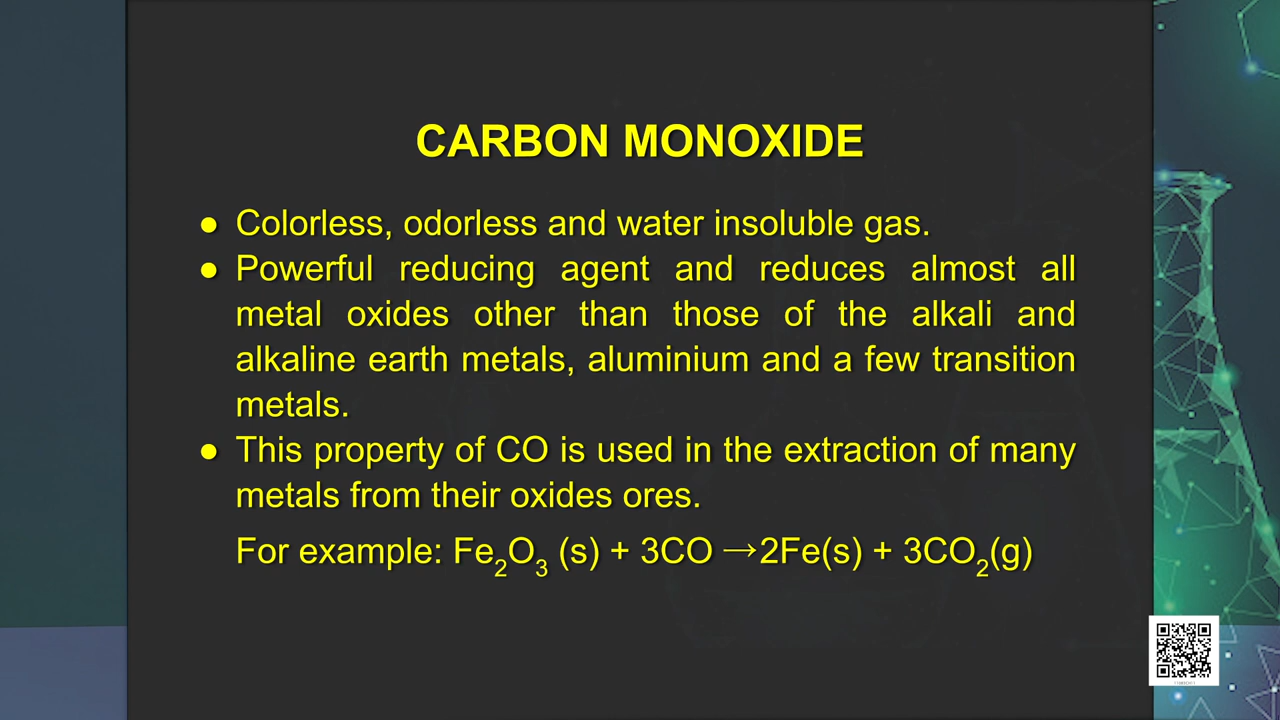 CARBON MONOXIDE
● Colorless, odorless and water insoluble gas.
● Powerful reducing agent and reduces almost all
metal oxides other than those of the alkali and
alkaline earth metals, aluminium and a few transition
metals.
● This property of CO is used in the extraction of many
metals from their oxides ores.
For example: Fe₂O₃ (s) + 3CO →2Fe(s) + 3CO₂(g)